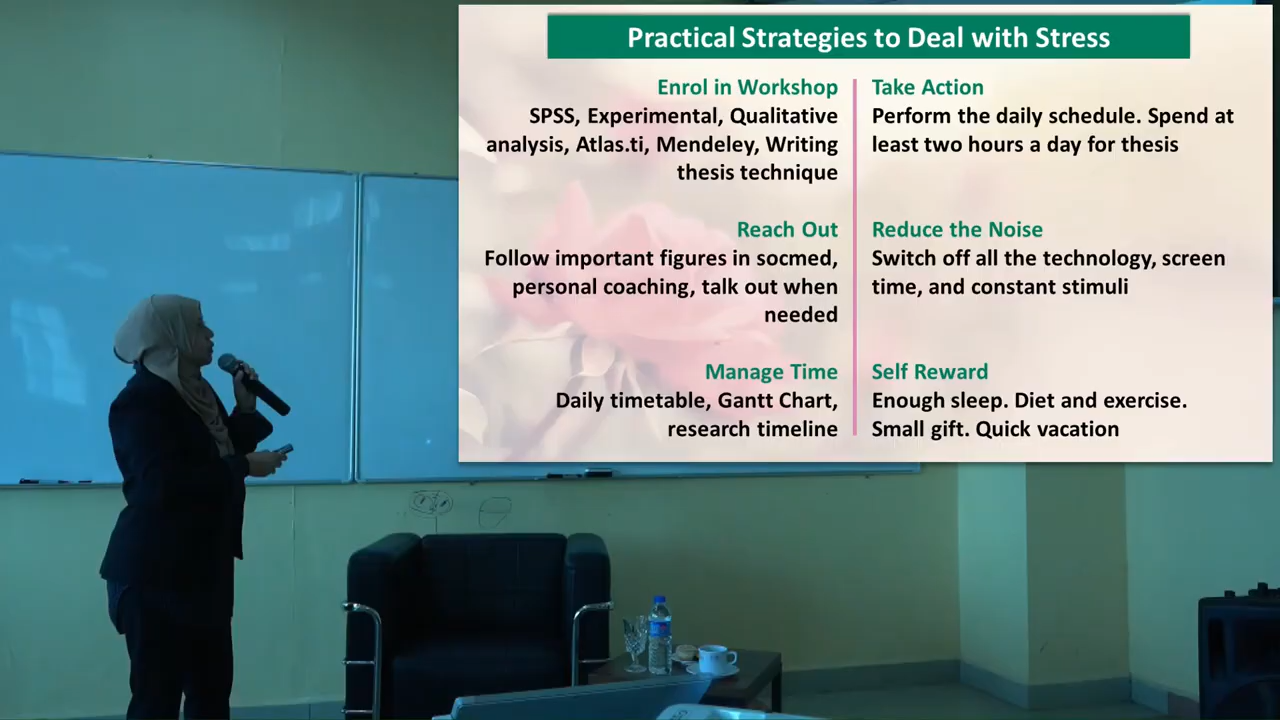 Practical Strategies to Deal with Stress
Enrol in Workshop
SPSS, Experimental, Qualitative
analysis, Atlas.ti, Mendeley, Writing
thesis technique
Reach Out
Follow important figures in socmed,
personal coaching, talk out when
needed
Manage Time
Daily timetable, Gantt Chart,
research timeline
Take Action
Perform the daily schedule. Spend at
least two hours a day for thesis
Reduce the Noise
Switch off all the technology, screen
time, and constant stimuli
Self Reward
Enough sleep. Diet and exercise.
Small gift. Quick vacation